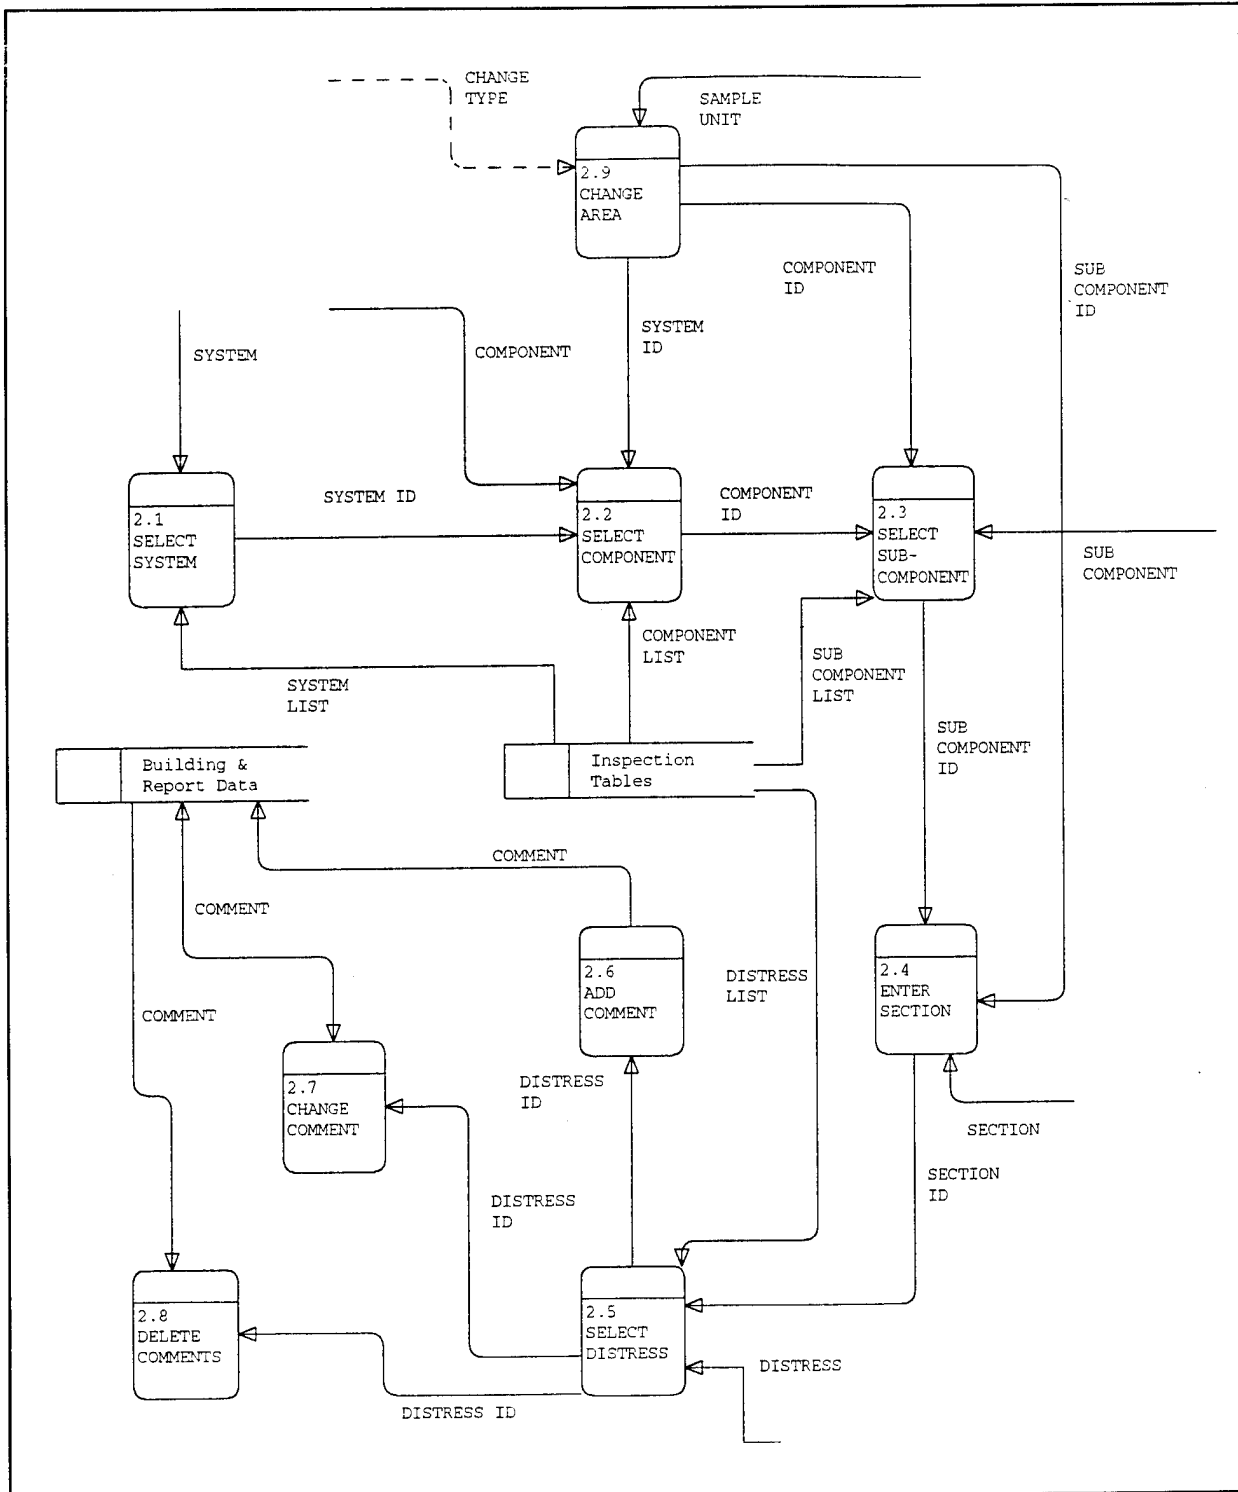 CHANGE
TYPE
SAMPLE
UNIT
2.9
CHANGE
AREA
COMPONENT
ID
SUB
COMPONENT
ID
SYSTEM
ID
SYSTEM
COMPONENT
SYSTEM ID
COMPONENT
ID
2.1
SELECT
SYSTEM
2.2
SELECT
COMPONENT
2.3
SELECT
SUB-
COMPONENT
SUB
COMPONENT
COMPONENT
LIST
SUB
COMPONENT
LIST
SYSTEM
LIST
SUB
COMPONENT
ID
Building &
Report Data
Inspection
Tables
COMMENT
COMMENT
COMMENT
2.6
ADD
COMMENT
DISTRESS
LIST
2.4
ENTER
SECTION
2.7
CHANGE
COMMENT
DISTRESS
ID
SECTION
SECTION
ID
DISTRESS
ID
2.8
DELETE
COMMENTS
2.5
SELECT
DISTRESS
DISTRESS
DISTRESS ID